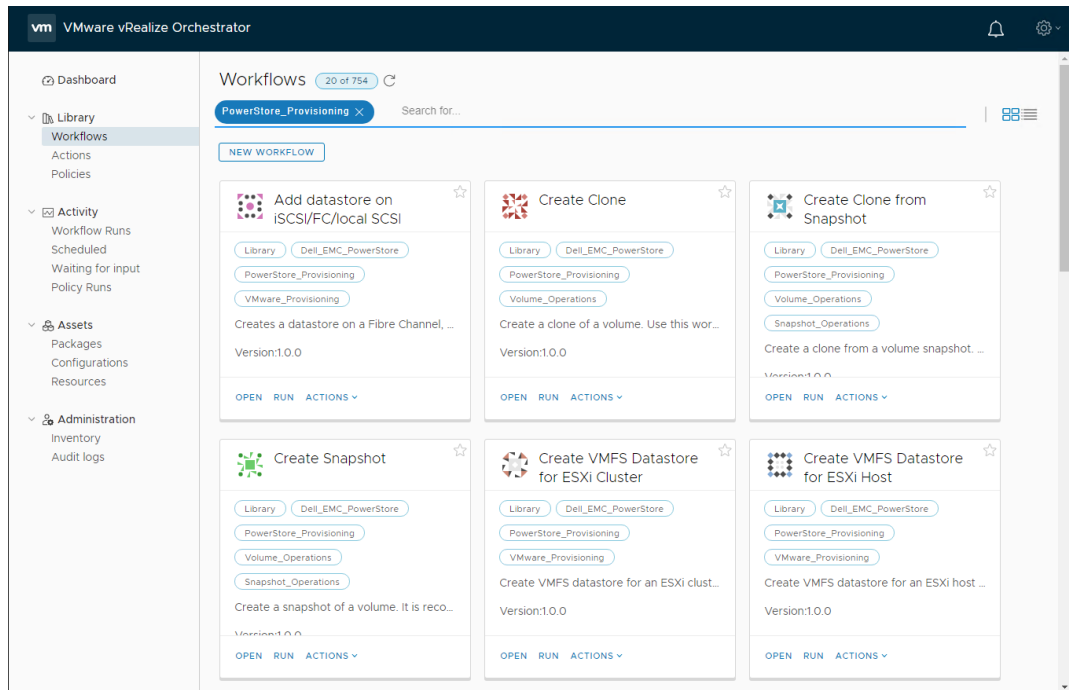 vm VMware vRealize Orchestrator
Dashboard
Library
Workflows
Actions
Policies
Activity
Workflow Runs
Scheduled
Waiting for input
Policy Runs
Assets
Packages
Configurations
Resources
Administration
Inventory
Audit logs
Workflows 20 of 754
PowerStore_Provisioning Search for...
NEW WORKFLOW
Add datastore on
iSCSI/FC/local SCSI
Library Dell_EMC_PowerStore
PowerStore_Provisioning
VMware_Provisioning
Creates a datastore on a Fibre Channel, ...
Version:1.0.0
OPEN RUN ACTIONS
Create Clone
Library Dell_EMC_PowerStore
PowerStore_Provisioning
Volume_Operations
Create a clone of a volume. Use this wor...
Version:1.0.0
OPEN RUN ACTIONS
Create Clone from
Snapshot
Library Dell_EMC_PowerStore
PowerStore_Provisioning
Volume_Operations
Snapshot_Operations
Create a clone from a volume snapshot. ...
Version:1.0.0
OPEN RUN ACTIONS
Create Snapshot
Library Dell_EMC_PowerStore
PowerStore_Provisioning
Volume_Operations
Snapshot_Operations
Create a snapshot of a volume. It is reco...
Version:1.0.0
OPEN RUN ACTIONS
Create VMFS Datastore
for ESXi Cluster
Library Dell_EMC_PowerStore
PowerStore_Provisioning
VMware_Provisioning
Create VMFS datastore for an ESXi clust...
Version:1.0.0
OPEN RUN ACTIONS
Create VMFS Datastore
for ESXi Host
Library Dell_EMC_PowerStore
PowerStore_Provisioning
VMware_Provisioning
Create VMFS datastore for an ESXi host ...
Version:1.0.0
OPEN RUN ACTIONS